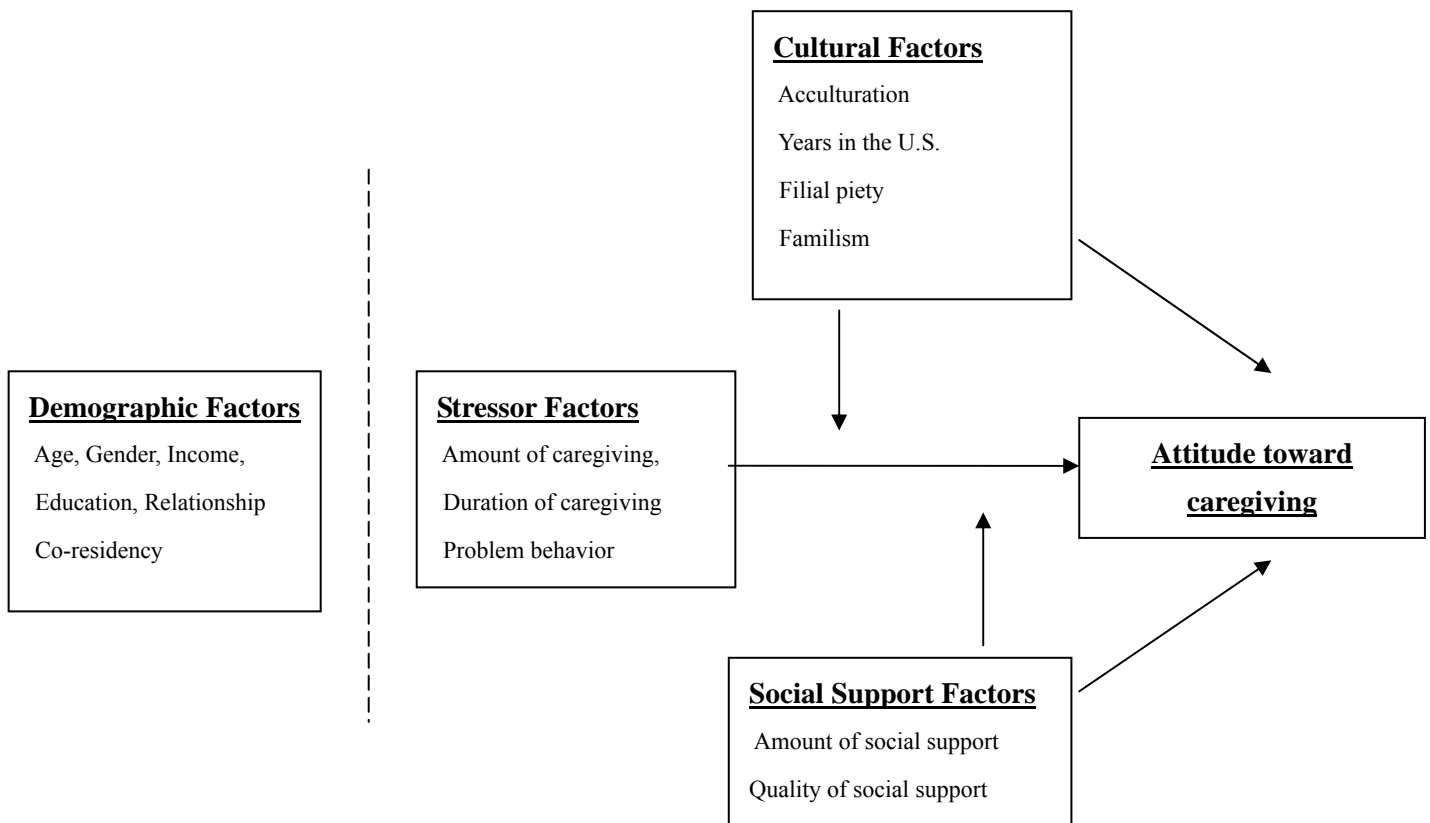 Cultural Factors
Acculturation
Years in the U.S.
Filial piety
Familism
Demographic Factors
Age, Gender, Income,
Education, Relationship
Co-residency
Stressor Factors
Amount of caregiving,
Duration of caregiving
Problem behavior
Attitude toward
caregiving
Social Support Factors
Amount of social support
Quality of social support